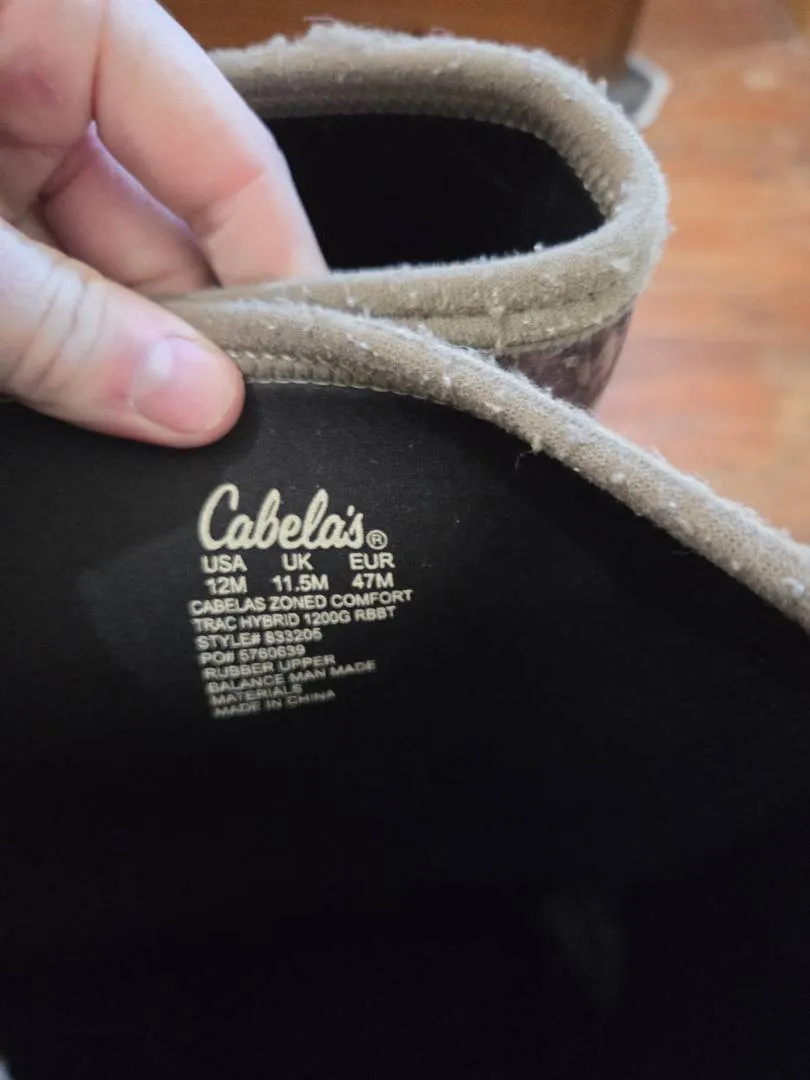 Cabela's®
USA UK EUR
12M 11.5M 47M
CABELAS ZONED COMFORT
TRAC HYBRID 1200G RBBT
STYLE# 833205
PO# 5760639
RUBBER UPPER
BALANCE MAN MADE
MATERIALS
MADE IN CHINA